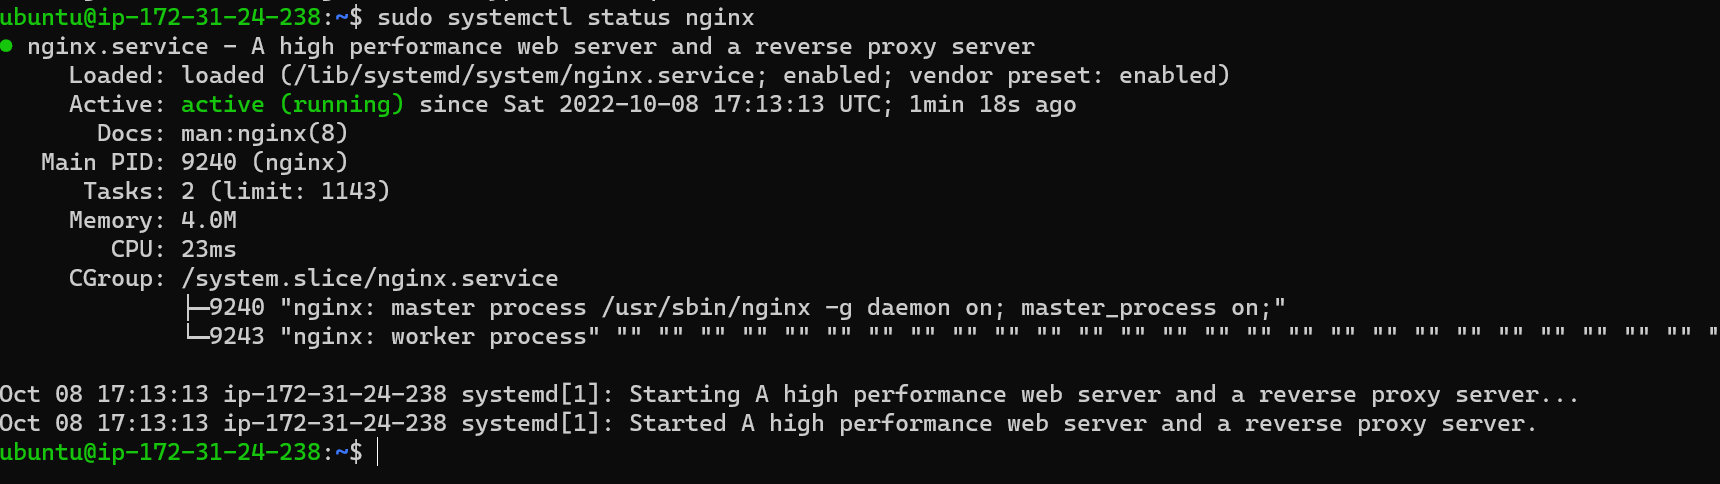 ubuntu@ip-172-31-24-238:~$ sudo systemctl status nginx
● nginx.service - A high performance web server and a reverse proxy server
     Loaded: loaded (/lib/systemd/system/nginx.service; enabled; vendor preset: enabled)
     Active: active (running) since Sat 2022-10-08 17:13:13 UTC; 1min 18s ago
       Docs: man:nginx(8)
   Main PID: 9240 (nginx)
      Tasks: 2 (limit: 1143)
     Memory: 4.0M
        CPU: 23ms
     CGroup: /system.slice/nginx.service
             ├─9240 "nginx: master process /usr/sbin/nginx -g daemon on; master_process on;"
             └─9243 "nginx: worker process" "" "" "" "" "" "" "" "" "" "" "" "" "" "" "" "" "" "" "" "" "" "" "" "" "" "" "
Oct 08 17:13:13 ip-172-31-24-238 systemd[1]: Starting A high performance web server and a reverse proxy server...
Oct 08 17:13:13 ip-172-31-24-238 systemd[1]: Started A high performance web server and a reverse proxy server.
ubuntu@ip-172-31-24-238:~$